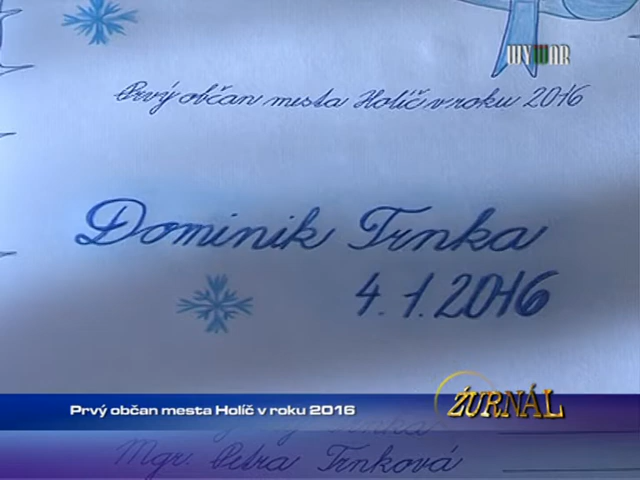 WYWAR
Prvý občan mesta Holíč v roku 2016
Dominik Trnka
4.1.2016
Prvý občan mesta Holíč v roku 2016
ŽURNÁL
Mgr. Petra Trnková